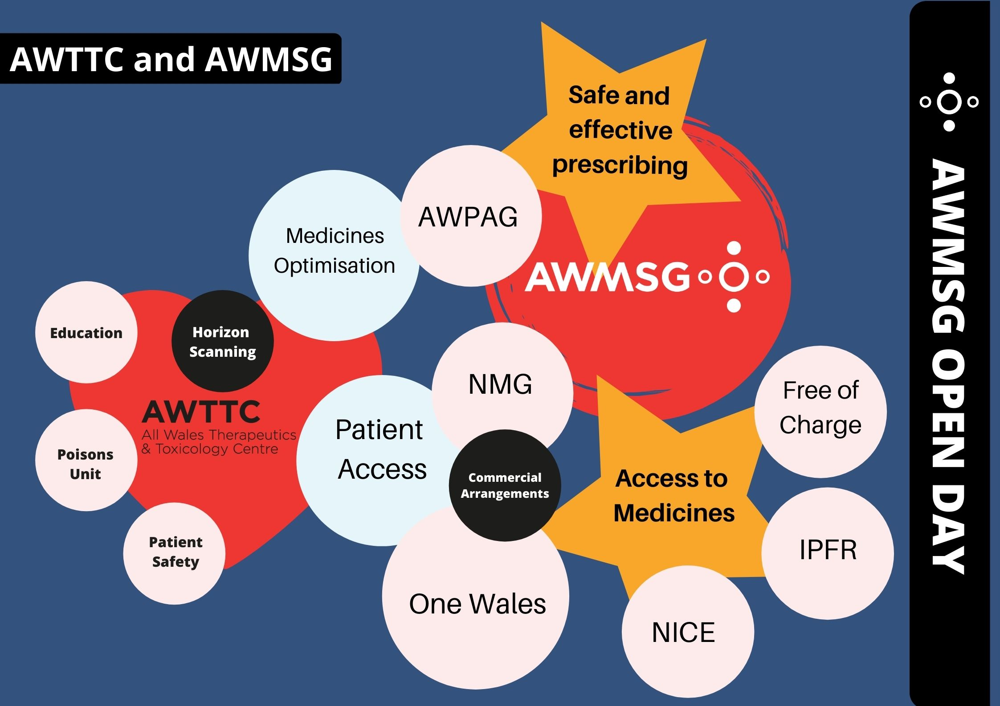 AWTTC and AWMSG
Safe and
effective
prescribing
AWPAG
Medicines
Optimisation
AWMSG
Education
Horizon
Scanning
AWTTC
All Wales Therapeutics
& Toxicology Centre
Poisons
Unit
Patient
Safety
Patient
Access
NMG
Commercial
Arrangements
One Wales
Access to
Medicines
Free of
Charge
IPFR
NICE
AWMSG OPEN DAY